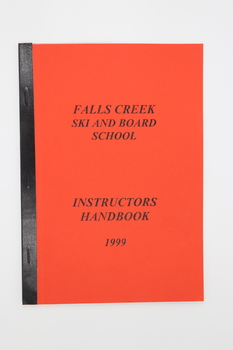 FALLS CREEK
SKI AND BOARD
SCHOOL
INSTRUCTORS
HANDBOOK
1999